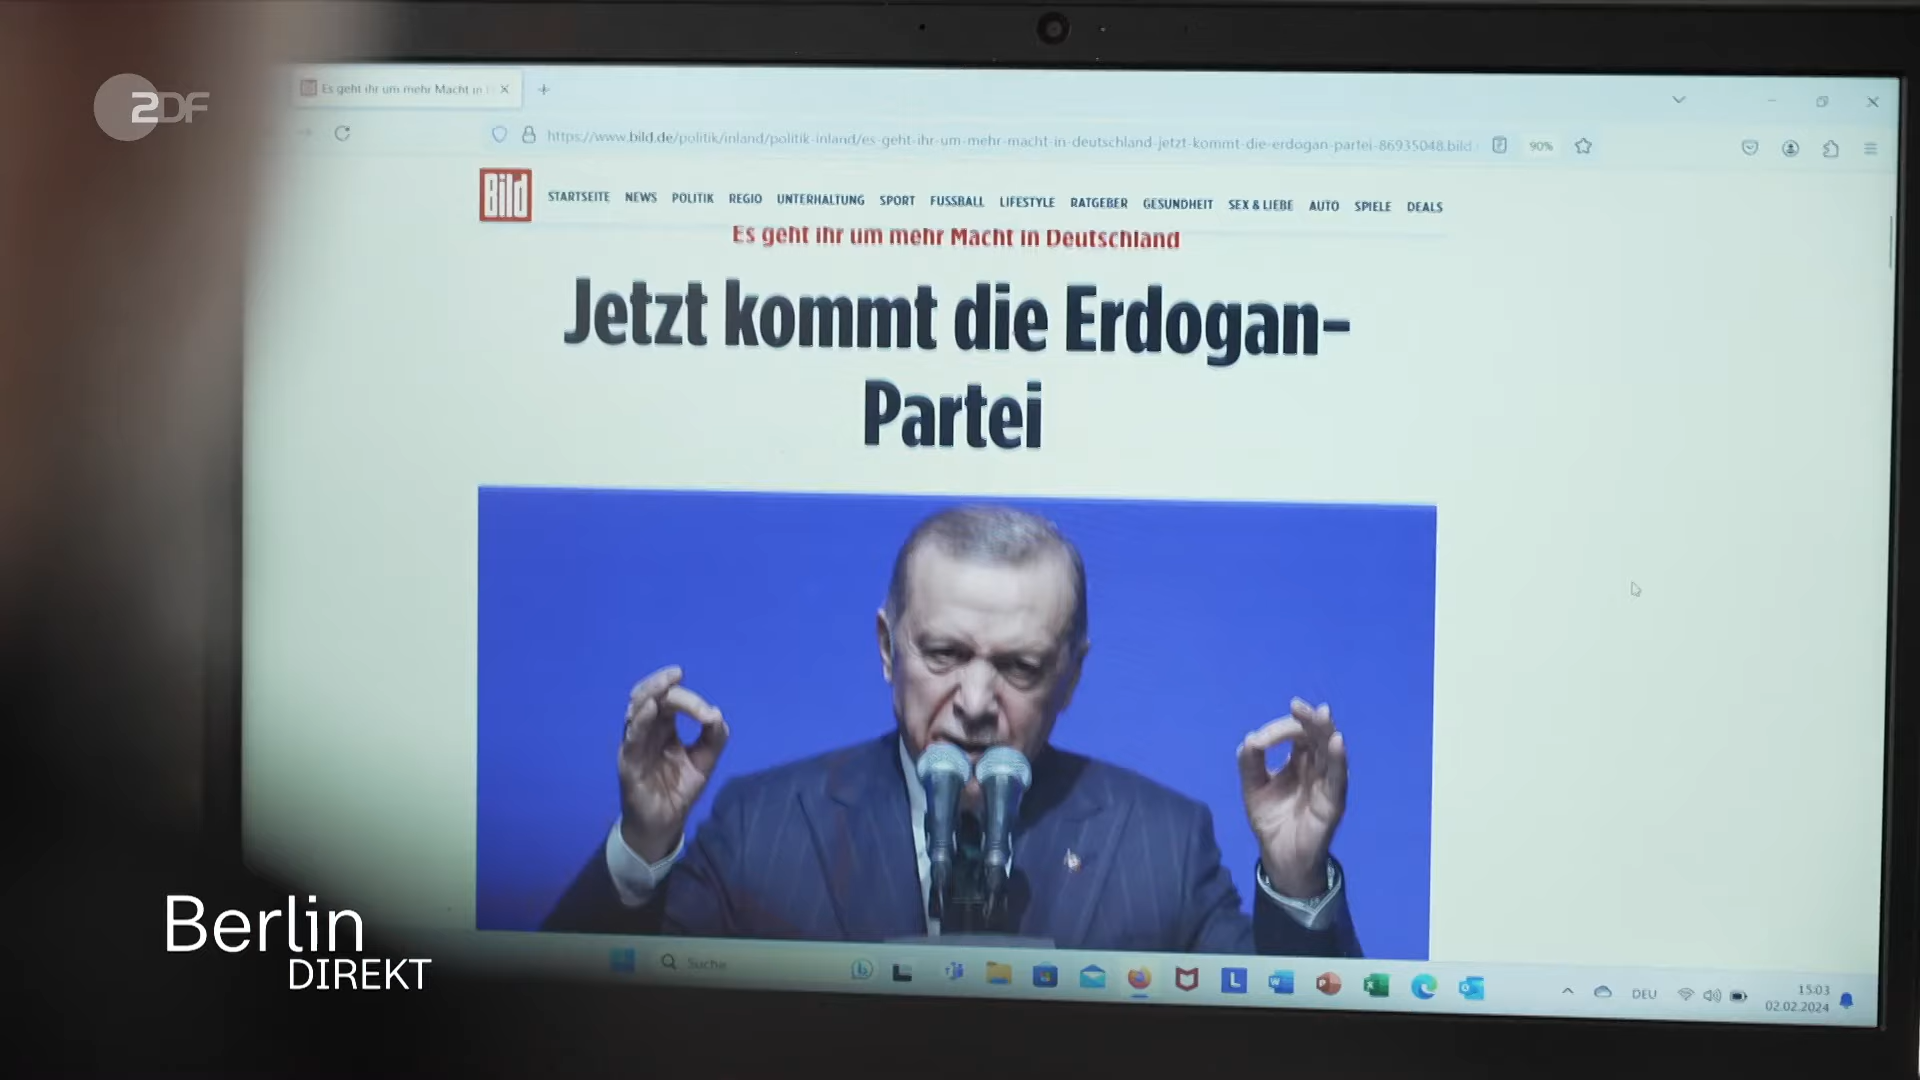 ZDF
Es geht ihr um mehr Macht in
https://www.bild.de/politik/inland/politik-inland/es-geht-ihr-um-mehr-macht-in-deutschland-jetzt-kommt-die-erdogan-partei-86935048.bild
90%
Bild
STARTSEITE NEWS POLITIK REGIO UNTERHALTUNG SPORT FUSSBALL LIFESTYLE RATGEBER GESUNDHEIT SEX & LIEBE AUTO SPIELE DEALS
Es geht ihr um mehr Macht in Deutschland
Jetzt kommt die Erdogan-
Partei
Berlin
DIREKT
Suche
DEU
15:03
02.02.2024